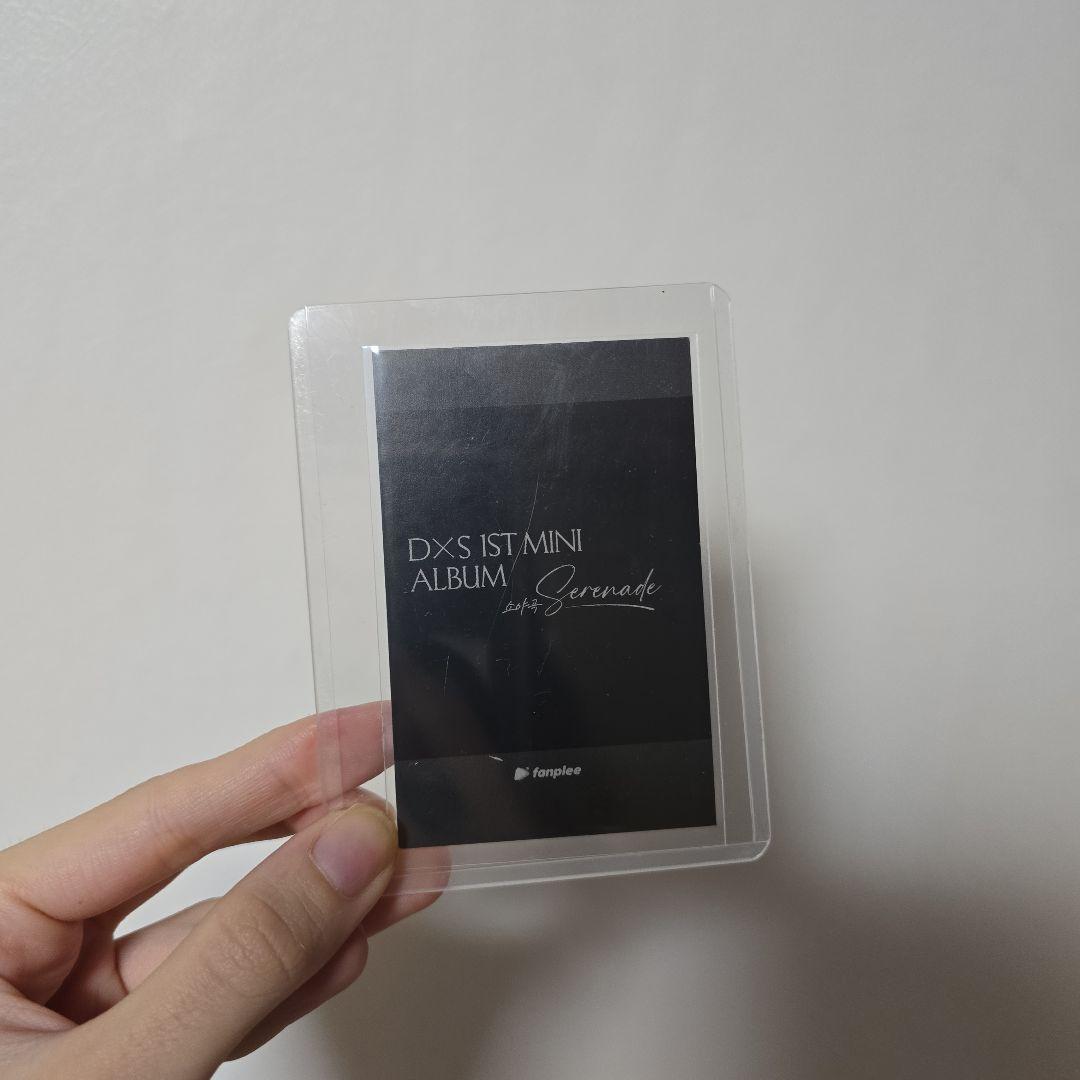 D×S 1ST MINI
ALBUM
소야곡 Serenade
fanplee